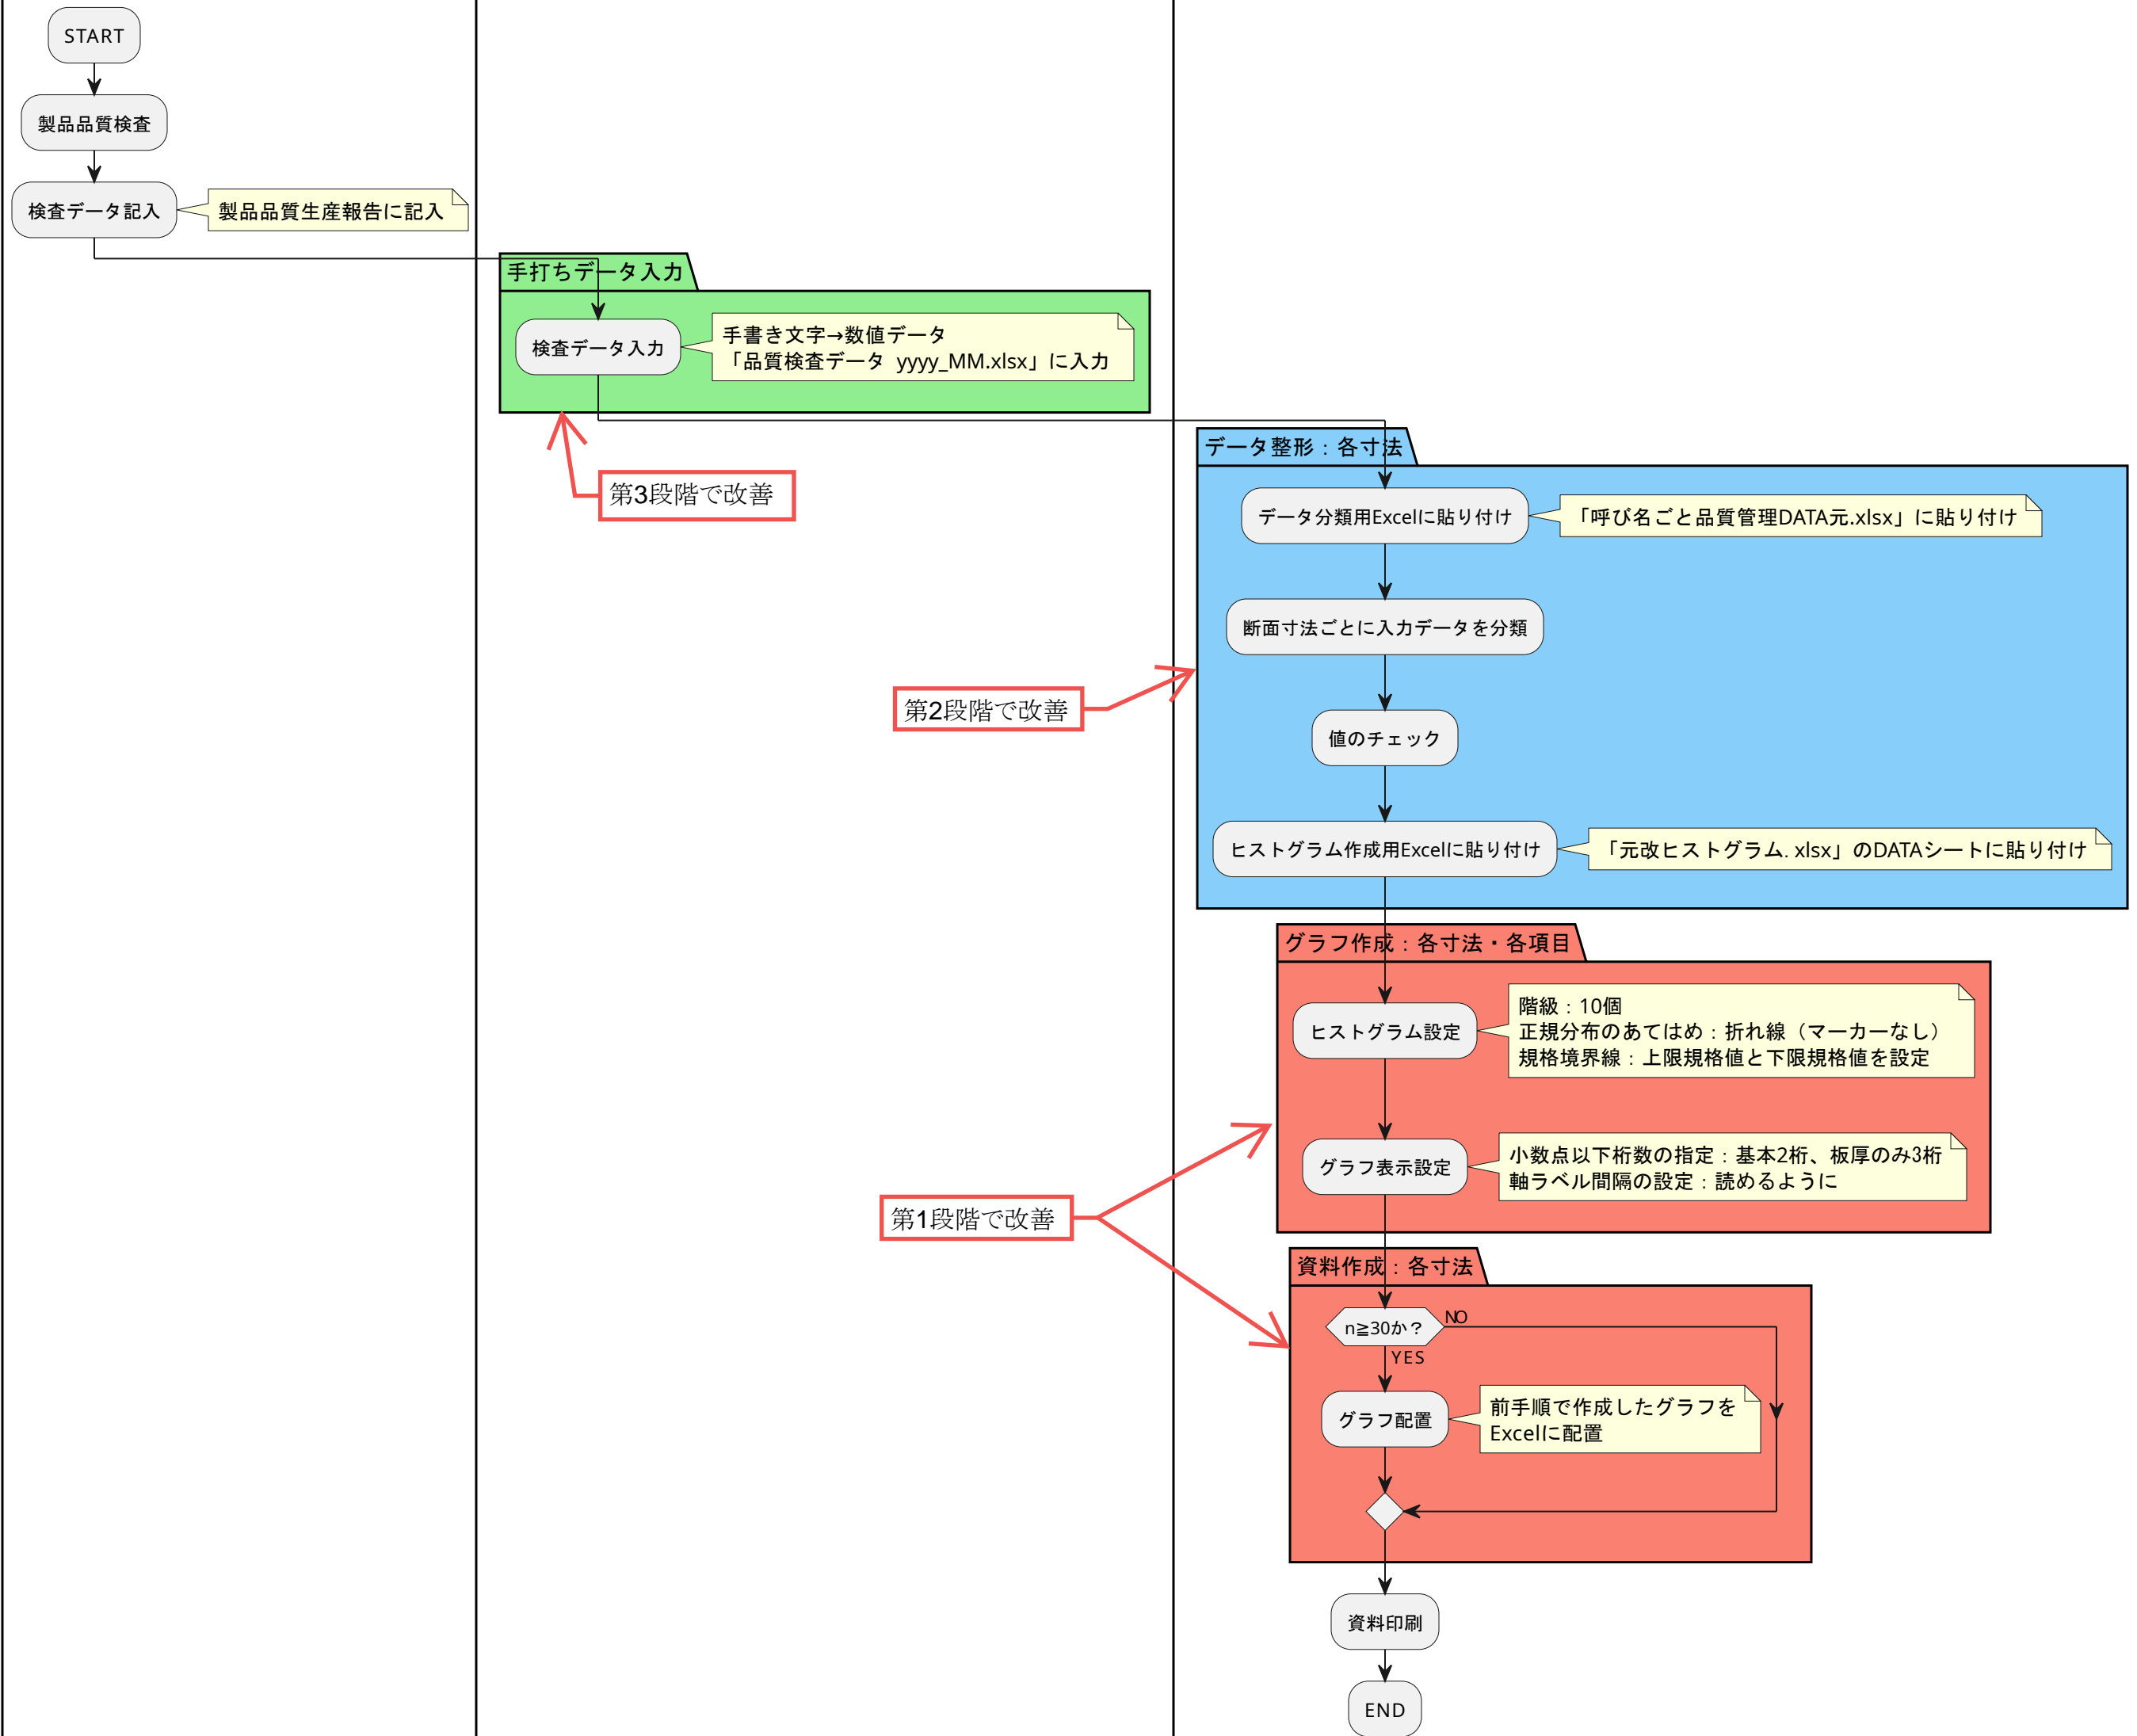 START
製品品質検査
検査データ記入
製品品質生産報告に記入
手打ちデータ入力
検査データ入力
手書き文字→数値データ
「品質検査データ yyyy_MM.xlsx」に入力
第3段階で改善
データ整形：各寸法
データ分類用Excelに貼り付け
「呼び名ごと品質管理DATA元.xlsx」に貼り付け
断面寸法ごとに入力データを分類
第2段階で改善
値のチェック
ヒストグラム作成用Excelに貼り付け
「元改ヒストグラム. xlsx」のDATAシートに貼り付け
グラフ作成：各寸法・各項目
ヒストグラム設定
階級：10個
正規分布のあてはめ：折れ線（マーカーなし）
規格境界線：上限規格値と下限規格値を設定
グラフ表示設定
小数点以下桁数の指定：基本2桁、板厚のみ3桁
軸ラベル間隔の設定：読めるように
第1段階で改善
資料作成：各寸法
n≧30か？
NO
YES
グラフ配置
前手順で作成したグラフを
Excelに配置
資料印刷
END